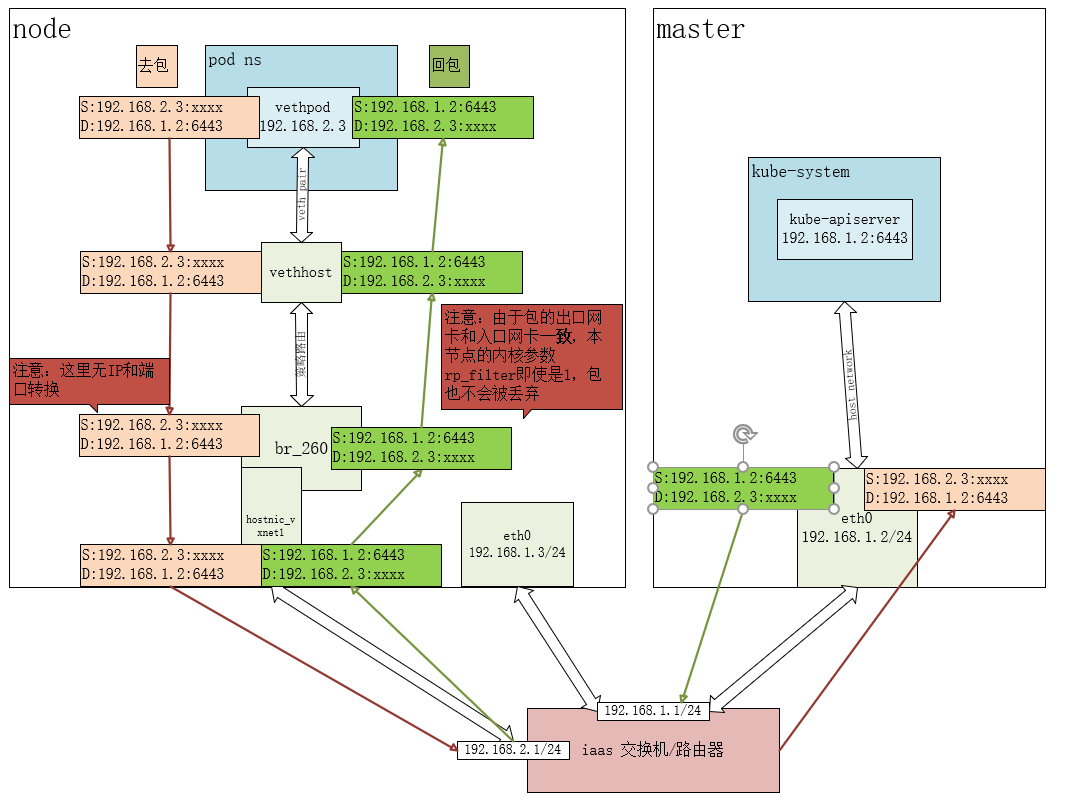 node
去包
pod ns
回包
S:192.168.2.3:xxxx
D:192.168.1.2:6443
vethpod
192.168.2.3
S:192.168.1.2:6443
D:192.168.2.3:xxxx
veth pair
S:192.168.2.3:xxxx
D:192.168.1.2:6443
vethhost
S:192.168.1.2:6443
D:192.168.2.3:xxxx
策略路由
注意：由于包的出口网
卡和入口网卡一致，本
节点的内核参数
rp_filter即使是1，包
也不会被丢弃
注意：这里无IP和端
口转换
S:192.168.2.3:xxxx
D:192.168.1.2:6443
br_260
S:192.168.1.2:6443
D:192.168.2.3:xxxx
hostnic_v
xnet1
S:192.168.2.3:xxxx
D:192.168.1.2:6443
S:192.168.1.2:6443
D:192.168.2.3:xxxx
eth0
192.168.1.3/24
master
kube-system
kube-apiserver
192.168.1.2:6443
host network
S:192.168.1.2:6443
D:192.168.2.3:xxxx
S:192.168.2.3:xxxx
D:192.168.1.2:6443
eth0
192.168.1.2/24
192.168.1.1/24
192.168.2.1/24
iaas 交换机/路由器